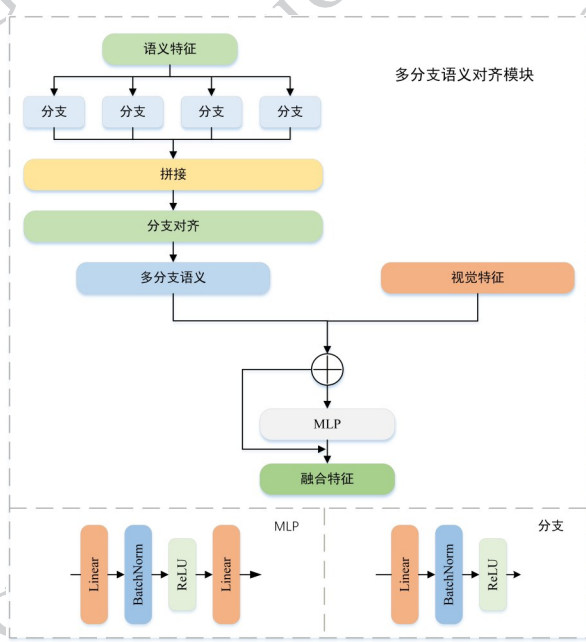 语义特征
多分支语义对齐模块
分支
分支
分支
分支
拼接
分支对齐
多分支语义
视觉特征
MLP
融合特征
MLP
分支
Linear
BatchNorm
ReLU
Linear
Linear
BatchNorm
ReLU